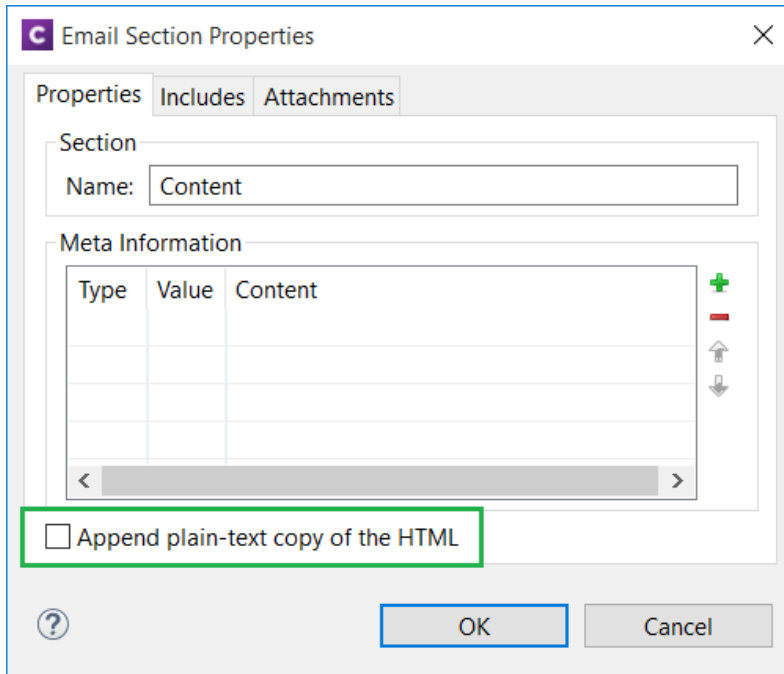 C Email Section Properties
Properties Includes Attachments
Section
Name: Content
Meta Information
Type Value Content
Append plain-text copy of the HTML
? OK Cancel